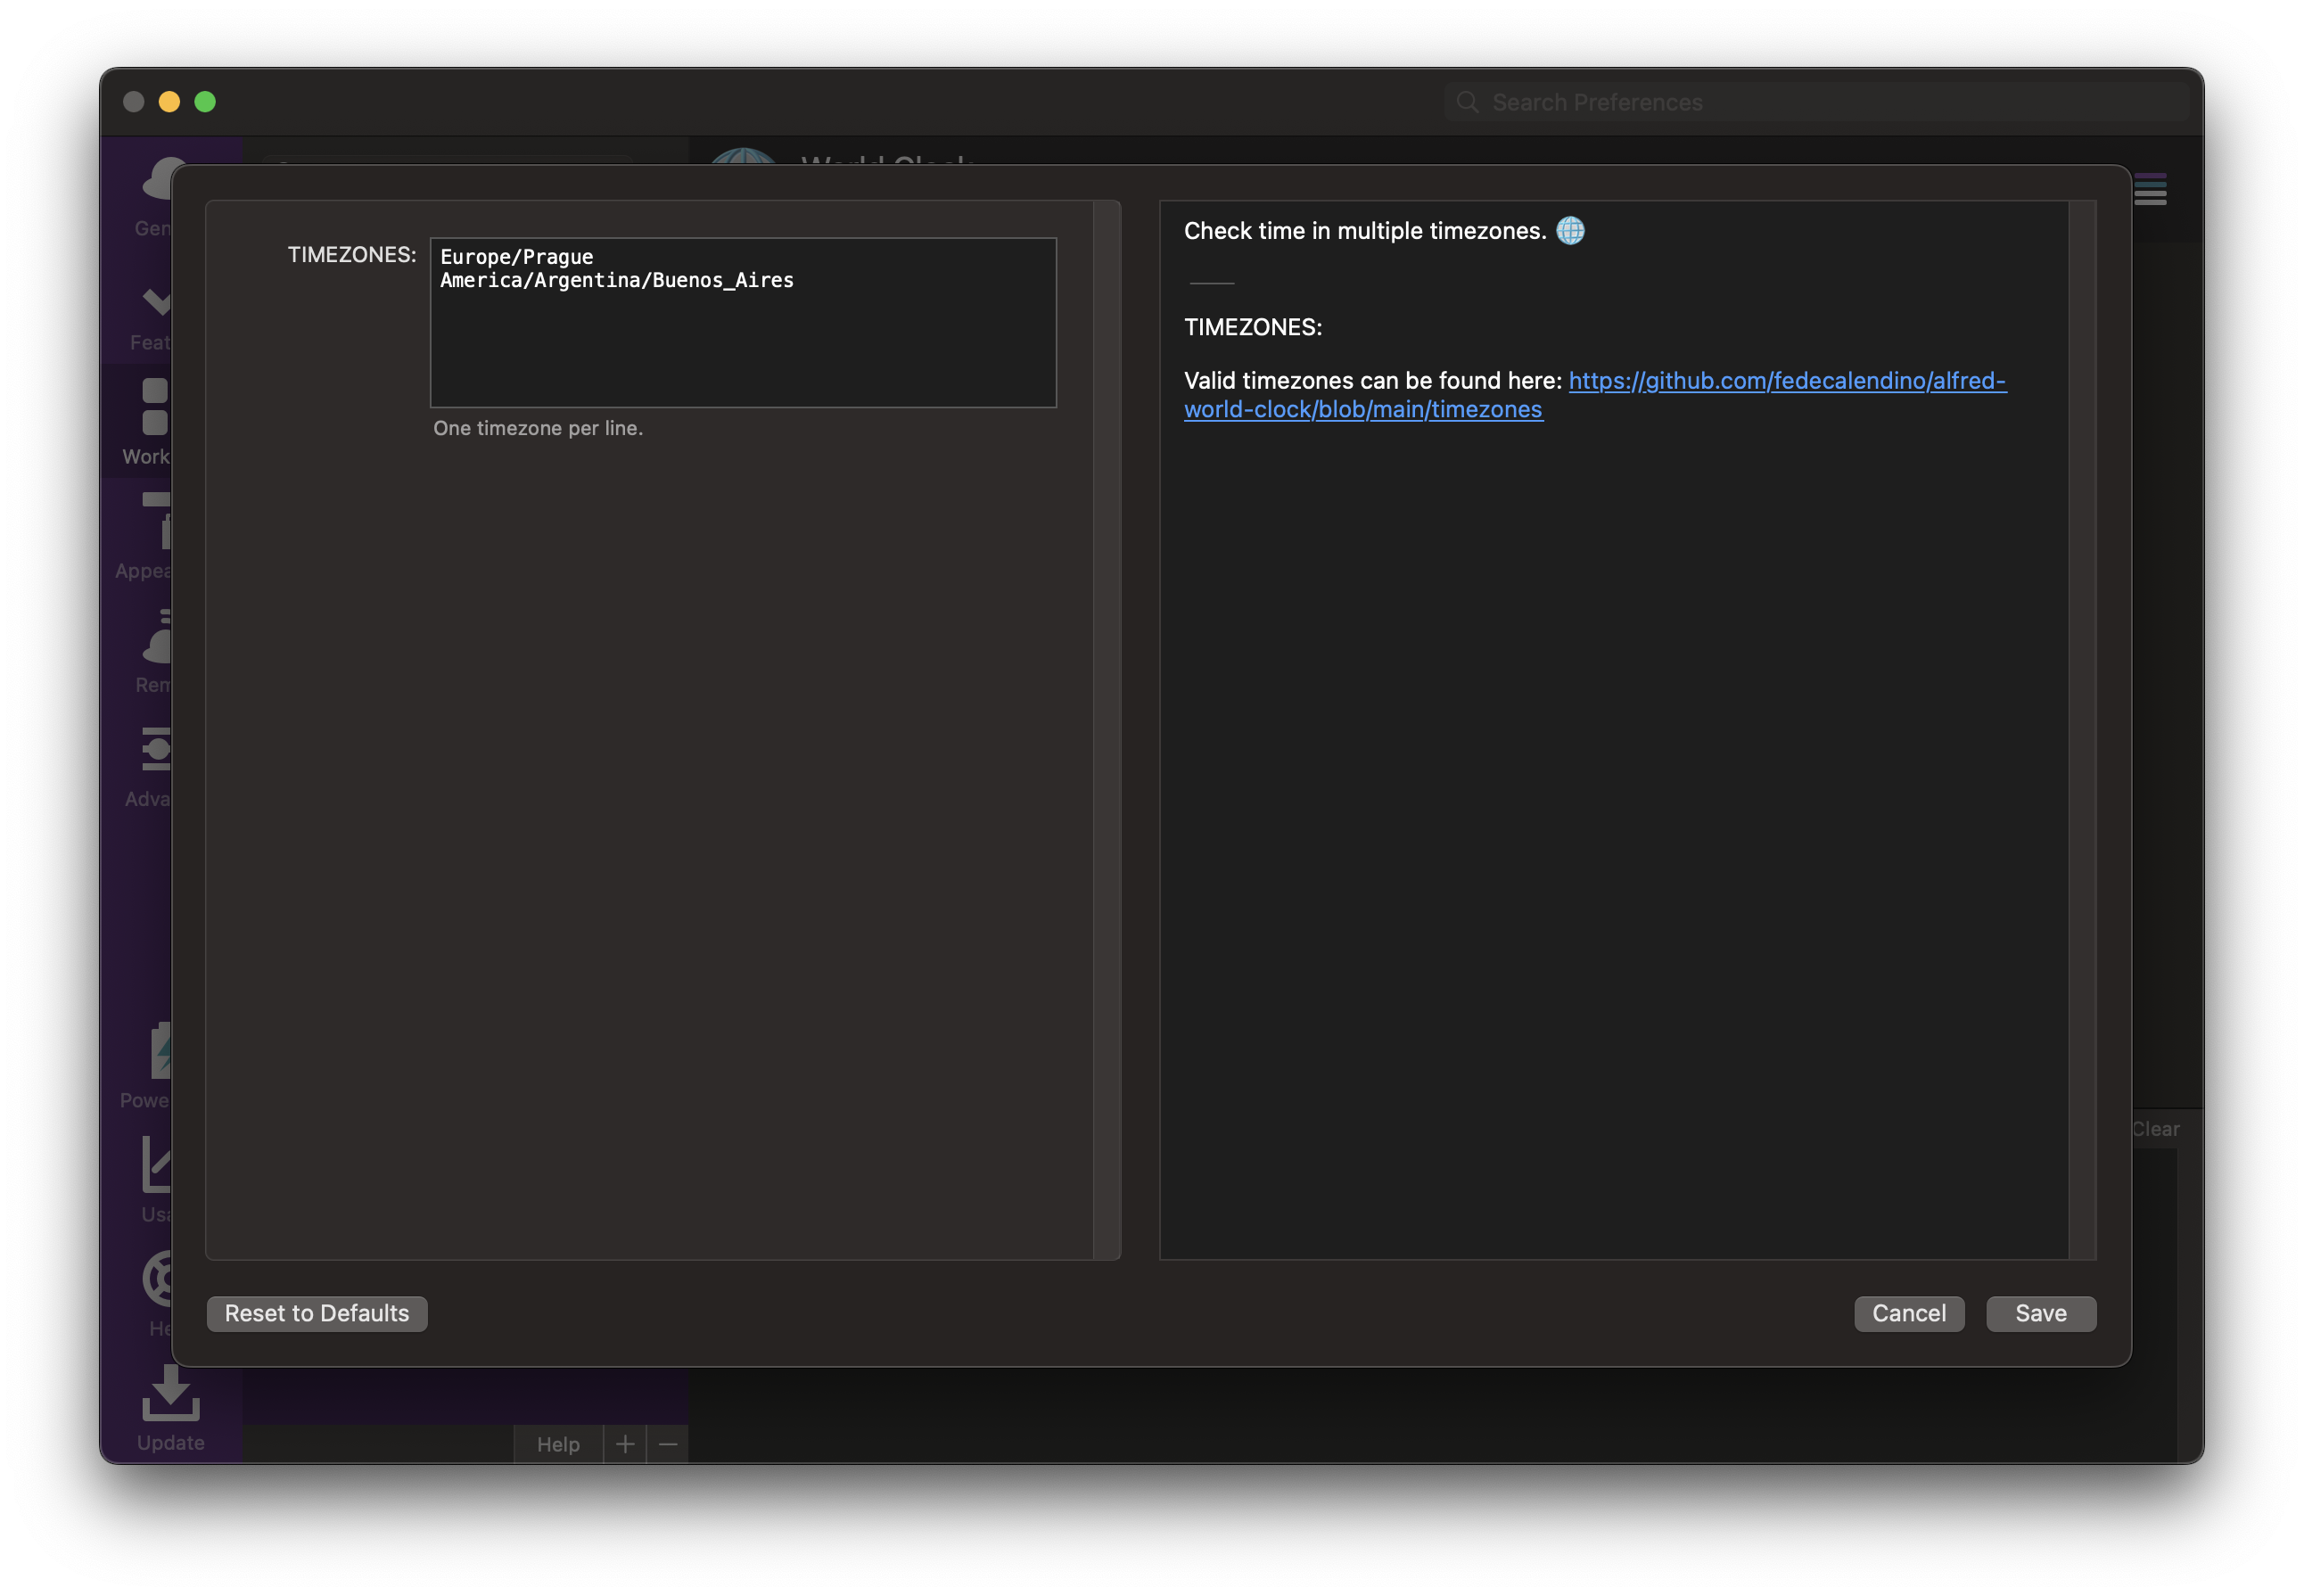 Search Preferences
World Clock
TIMEZONES:
Europe/Prague
America/Argentina/Buenos_Aires
One timezone per line.
Check time in multiple timezones.
TIMEZONES:
Valid timezones can be found here: https://github.com/fedecalendino/alfred-
world-clock/blob/main/timezones
Gen
Feat
Work
Appea
Rem
Adva
Powe
Usa
He
Update
Clear
Reset to Defaults
Cancel
Save
Help